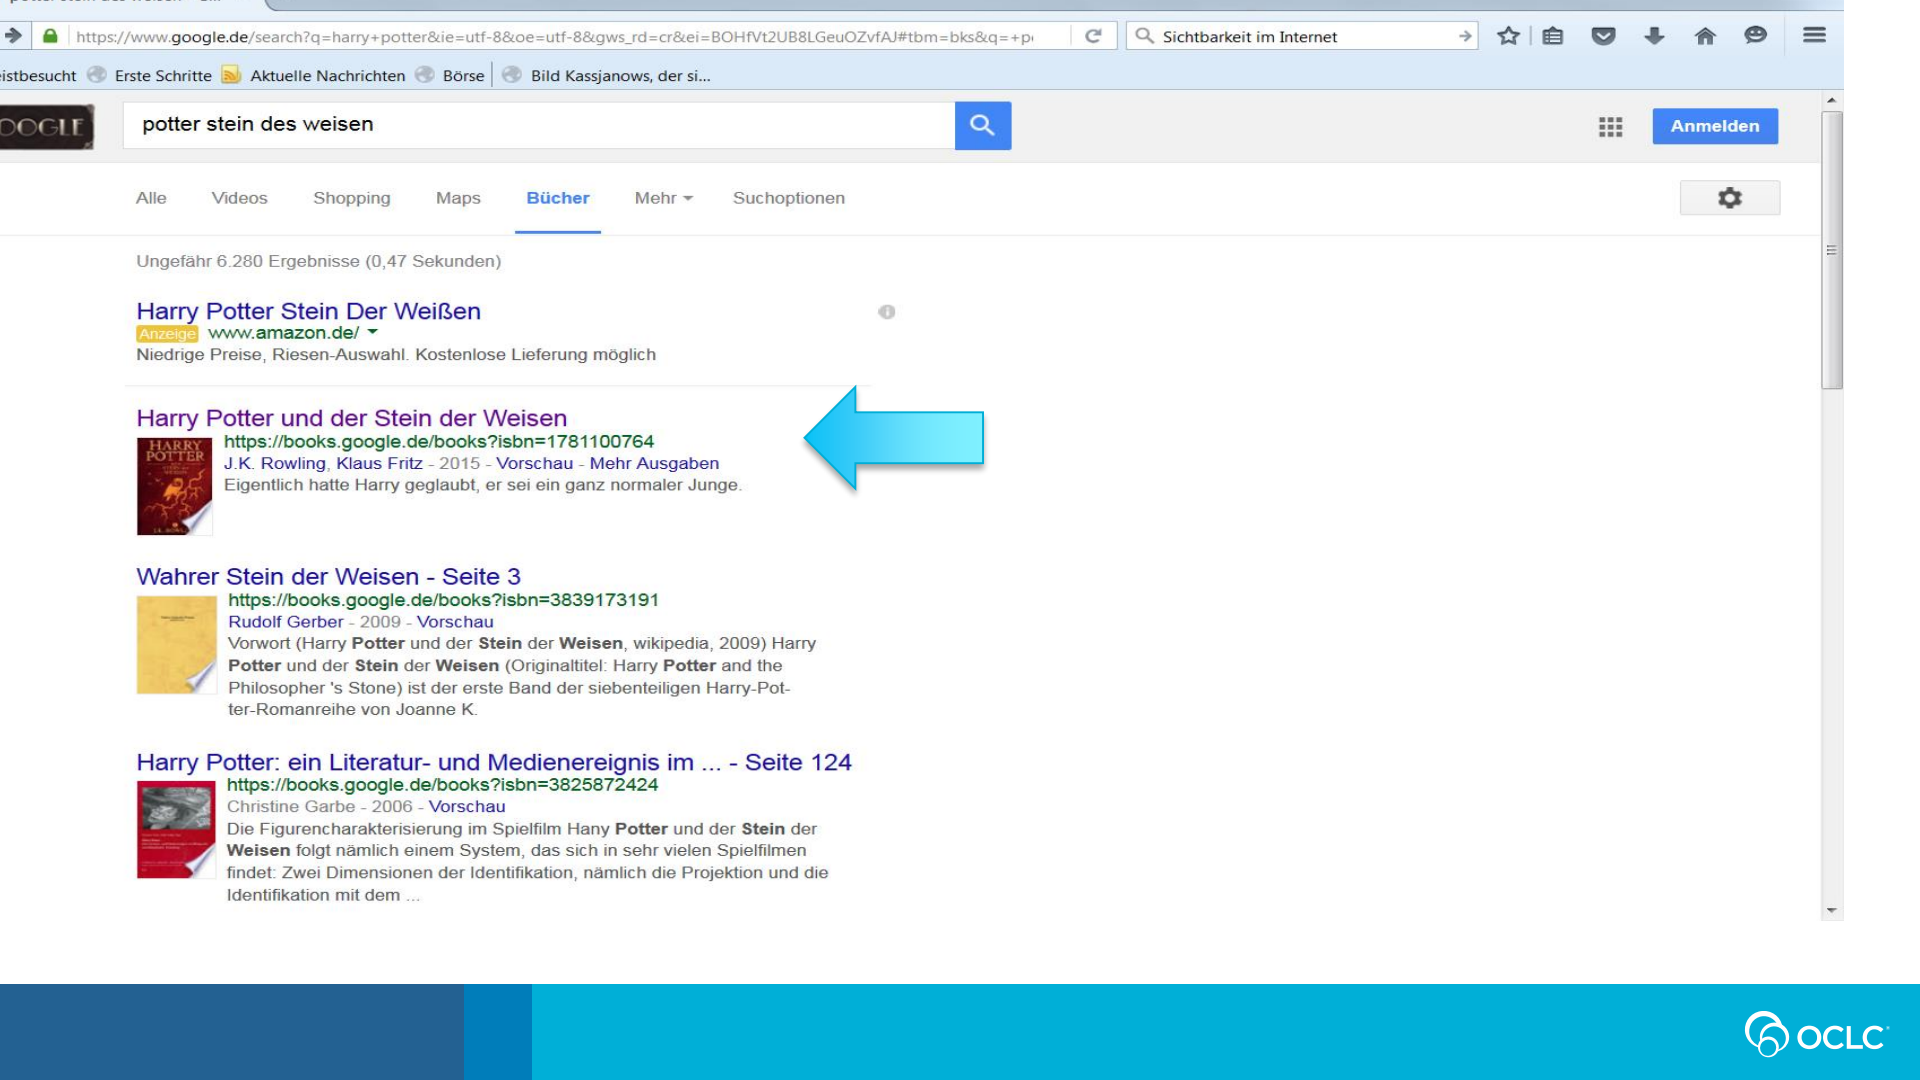 https://www.google.de/search?q=harry+potter&ie=utf-8&oe=utf-8&gws_rd=cr&ei=BOHfVt2UB8LGeuOZvfAJ#tbm=bks&q=+p
Sichtbarkeit im Internet
istbesucht Erste Schritte Aktuelle Nachrichten Börse Bild Kassjanows, der si...
OOGLE potter stein des weisen Anmelden
Alle Videos Shopping Maps Bücher Mehr Suchoptionen
Ungefähr 6.280 Ergebnisse (0,47 Sekunden)
Harry Potter Stein Der Weißen
Anzeige www.amazon.de/
Niedrige Preise, Riesen-Auswahl. Kostenlose Lieferung möglich
Harry Potter und der Stein der Weisen
HARRY
POTTER
https://books.google.de/books?isbn=1781100764
J.K. Rowling, Klaus Fritz - 2015 - Vorschau - Mehr Ausgaben
Eigentlich hatte Harry geglaubt, er sei ein ganz normaler Junge.
Wahrer Stein der Weisen - Seite 3
https://books.google.de/books?isbn=3839173191
Rudolf Gerber - 2009 - Vorschau
Vorwort (Harry Potter und der Stein der Weisen, wikipedia, 2009) Harry
Potter und der Stein der Weisen (Originaltitel: Harry Potter and the
Philosopher 's Stone) ist der erste Band der siebenteiligen Harry-Pot-
ter-Romanreihe von Joanne K.
Harry Potter: ein Literatur- und Medienereignis im ... - Seite 124
https://books.google.de/books?isbn=3825872424
Christine Garbe - 2006 - Vorschau
Die Figurencharakterisierung im Spielfilm Hany Potter und der Stein der
Weisen folgt nämlich einem System, das sich in sehr vielen Spielfilmen
findet: Zwei Dimensionen der Identifikation, nämlich die Projektion und die
Identifikation mit dem ...
OCLC